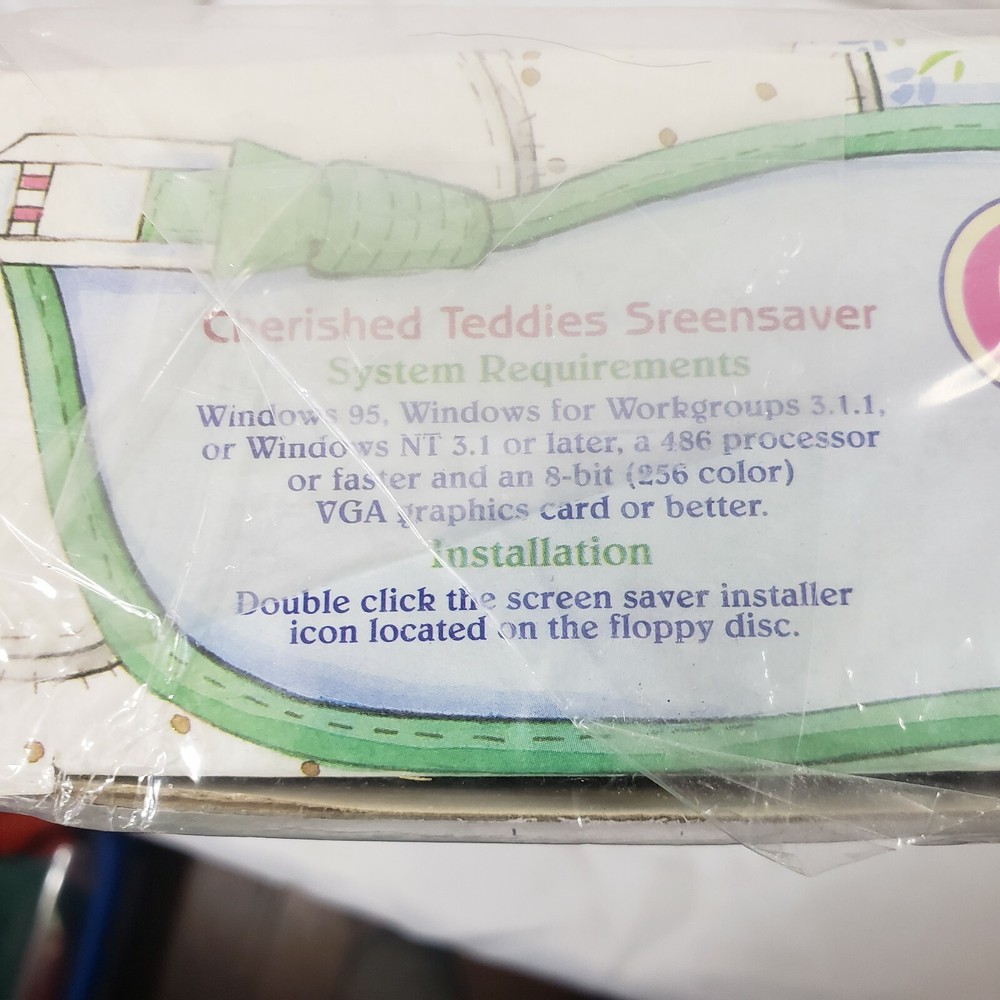 Cherished Teddies Sreensaver
System Requirements
Windows 95, Windows for Workgroups 3.1.1,
or Windows NT 3.1 or later, a 486 processor
or faster and an 8-bit (256 color)
VGA graphics card or better.
Installation
Double click the screen saver installer
icon located on the floppy disc.